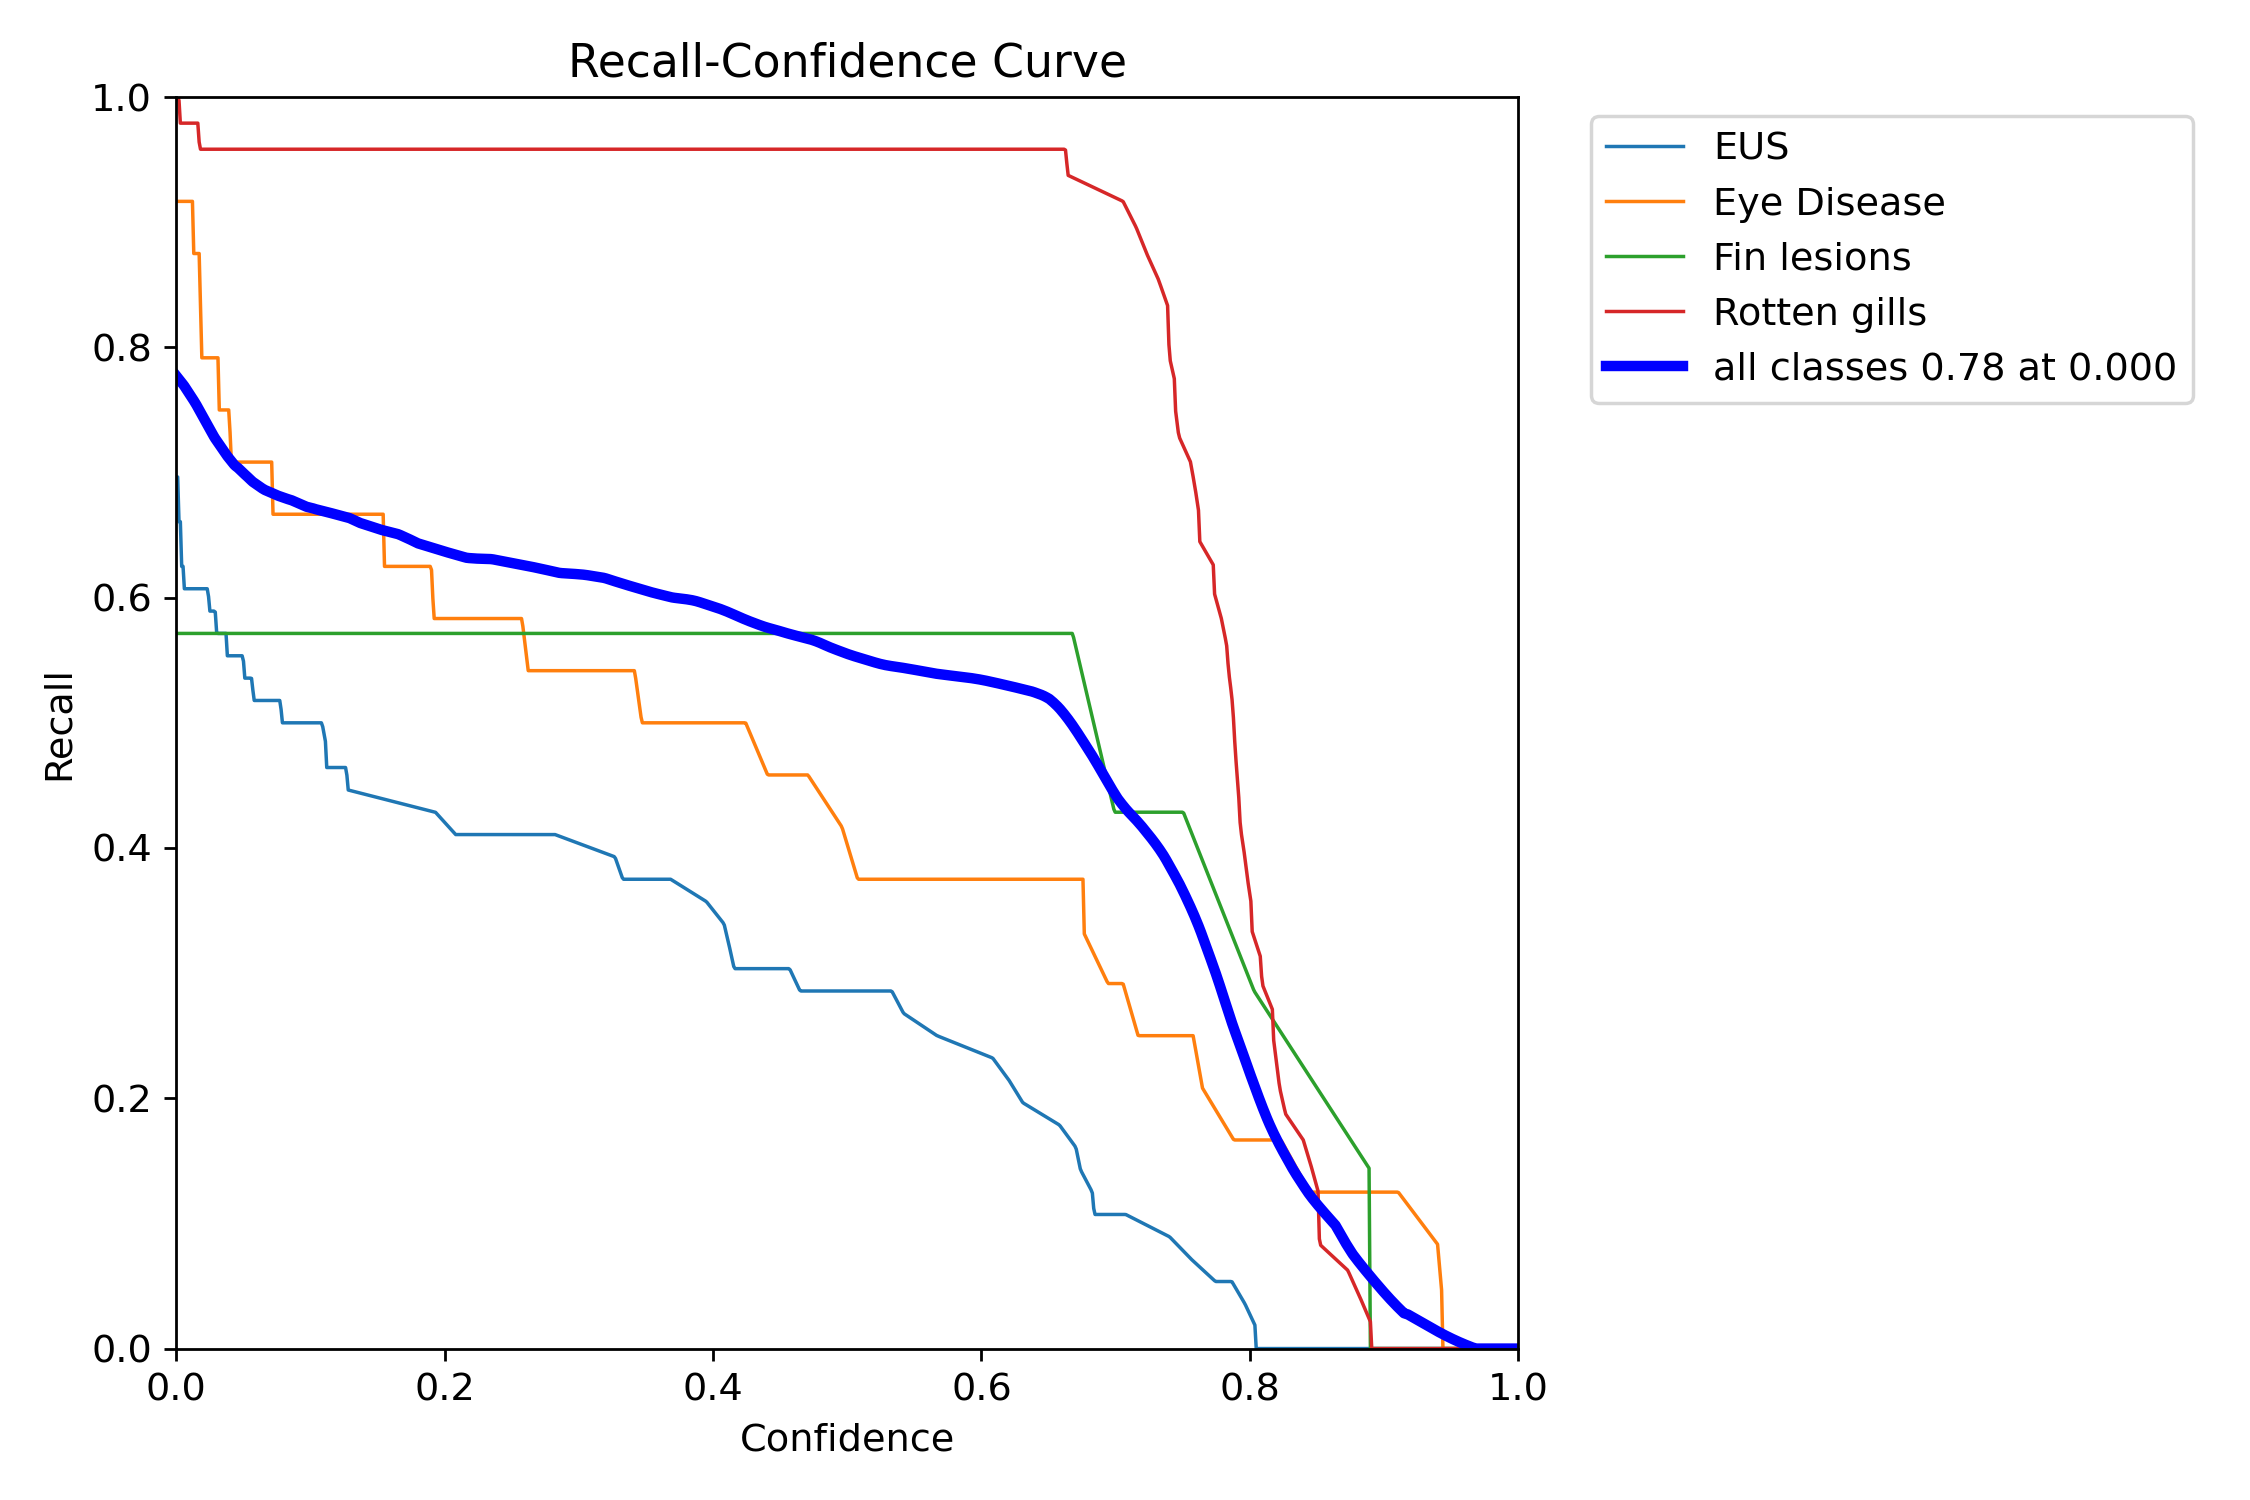 Recall-Confidence Curve
1.0
0.8
0.6
0.4
0.2
0.0
Recall
0.0 0.2 0.4 0.6 0.8 1.0
Confidence
EUS
Eye Disease
Fin lesions
Rotten gills
all classes 0.78 at 0.000